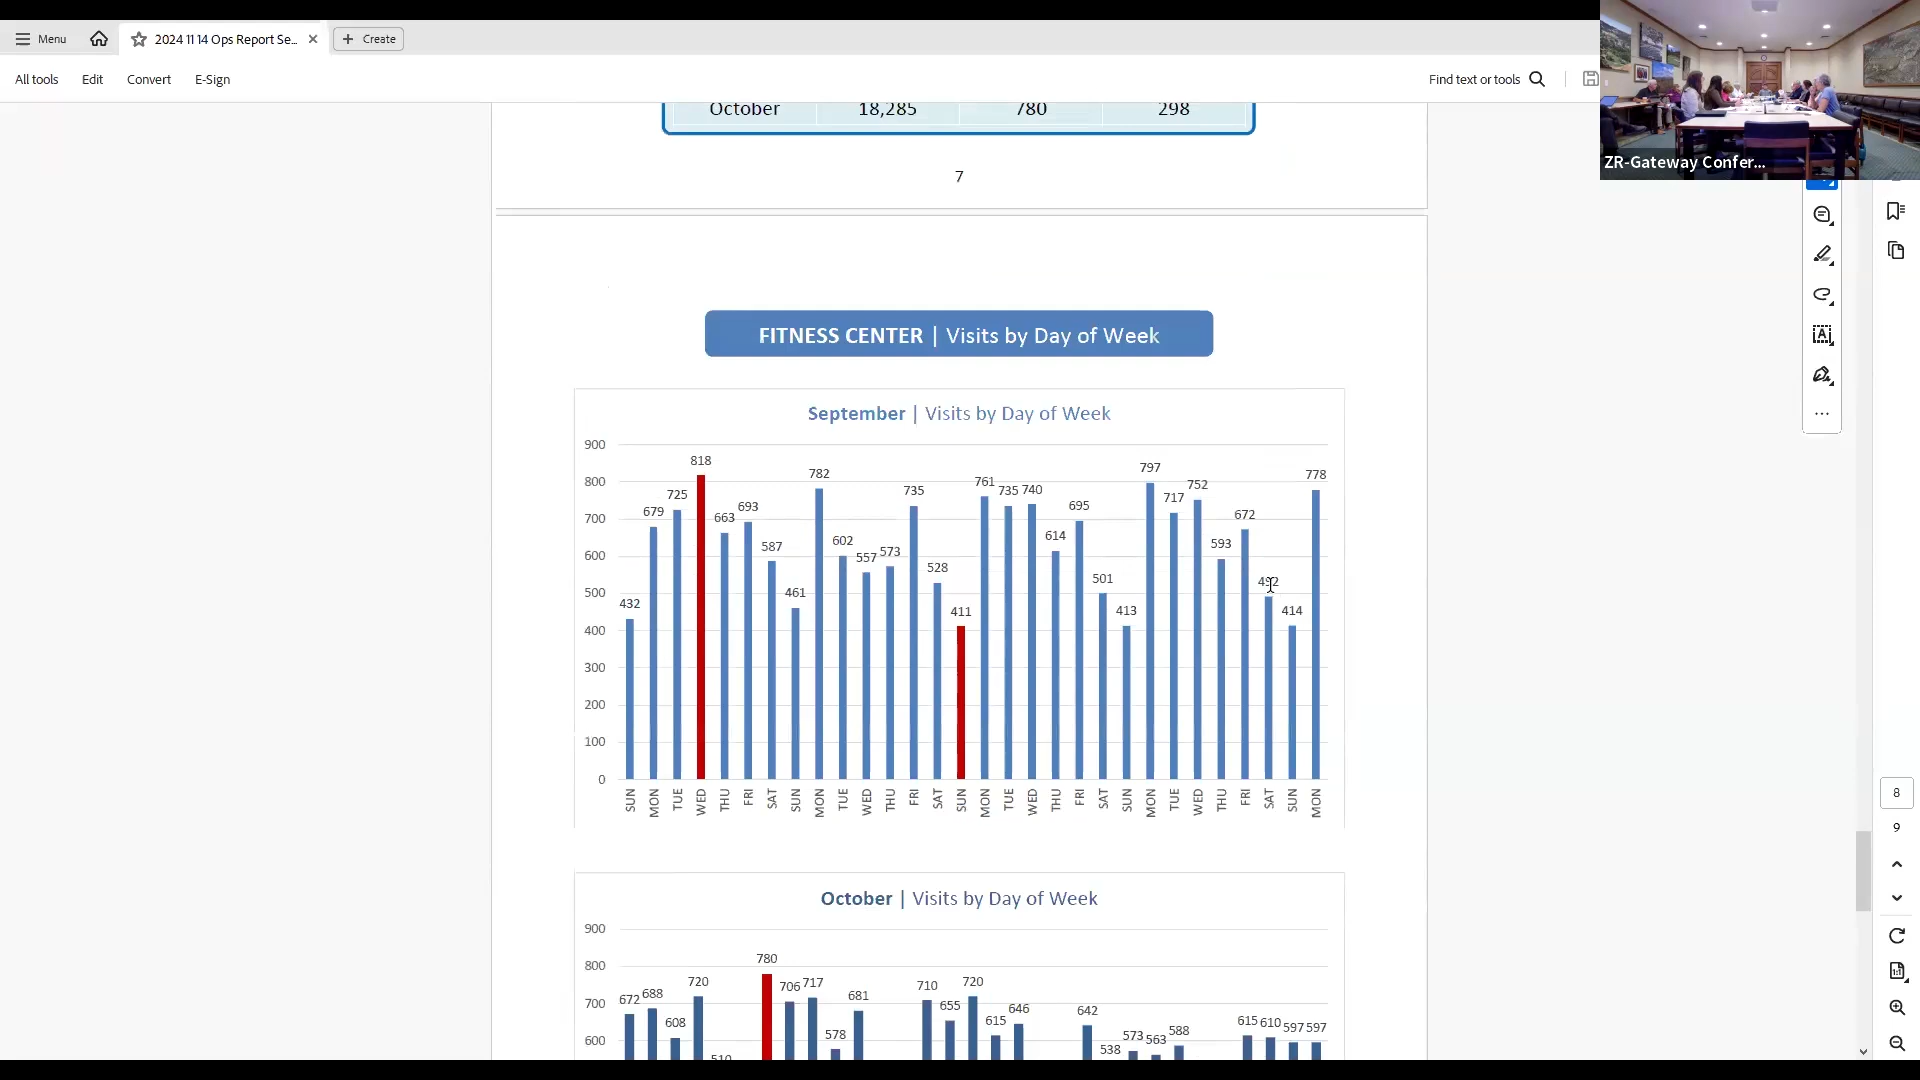 Menu
2024 11 14 Ops Report Se...
Create
All tools Edit Convert E-Sign
Find text or tools
ZR-Gateway Confer...
October 18,285 780 298
7
FITNESS CENTER | Visits by Day of Week
September | Visits by Day of Week
900
800
700
600
500
400
300
200
100
0
432 679 725 818 663 693 587 461 782 602 557 573 735 528 411 761 735 740 614 695 501 413 797 717 752 593 672 492 414 778
SUN MON TUE WED THU FRI SAT SUN MON TUE WED THU FRI SAT SUN MON TUE WED THU FRI SAT SUN MON TUE WED THU FRI SAT SUN MON
October | Visits by Day of Week
900
800
700
600
672 688 608 720 780 706 717 578 681 710 655 720 615 646 642 538 573 563 588 615 610 597 597
8
9